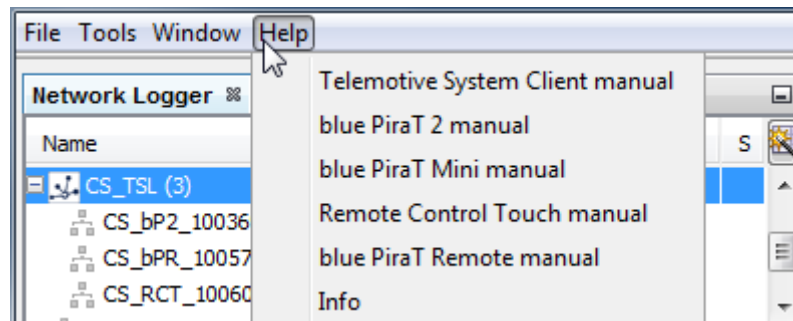 File Tools Window Help
Telemotive System Client manual
Network Logger
blue PiraT 2 manual
Name
S
blue PiraT Mini manual
CS_TSL (3)
Remote Control Touch manual
CS_bP2_10036
blue PiraT Remote manual
CS_bPR_10057
Info
CS_RCT_10060